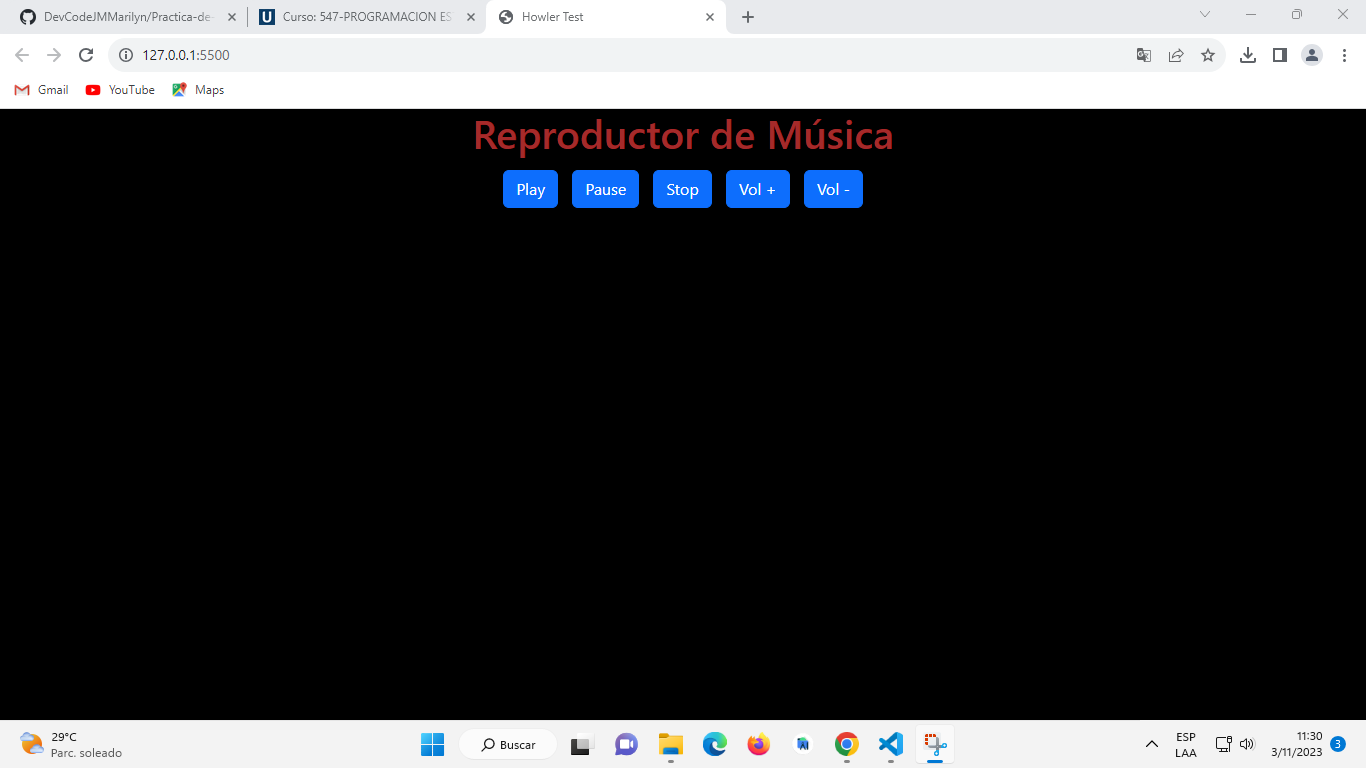 DevCodeJMMarilyn/Practica-de-
Curso: 547-PROGRAMACION ES
Howler Test
127.0.0.1:5500
Gmail
YouTube
Maps
Reproductor de Música
Play
Pause
Stop
Vol +
Vol -
29°C
Parc. soleado
Buscar
ESP
LAA
11:30
3/11/2023
3